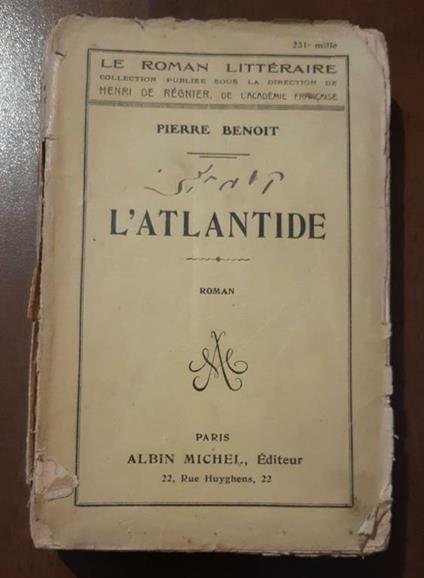 231ᵉ mille
LE ROMAN LITTÉRAIRE
COLLECTION PUBLIÉE SOUS LA DIRECTION DE
HENRI DE RÉGNIER, DE L'ACADÉMIE FRANÇAISE
PIERRE BENOIT
L'ATLANTIDE
ROMAN
PARIS
ALBIN MICHEL, Éditeur
22, Rue Huyghens, 22